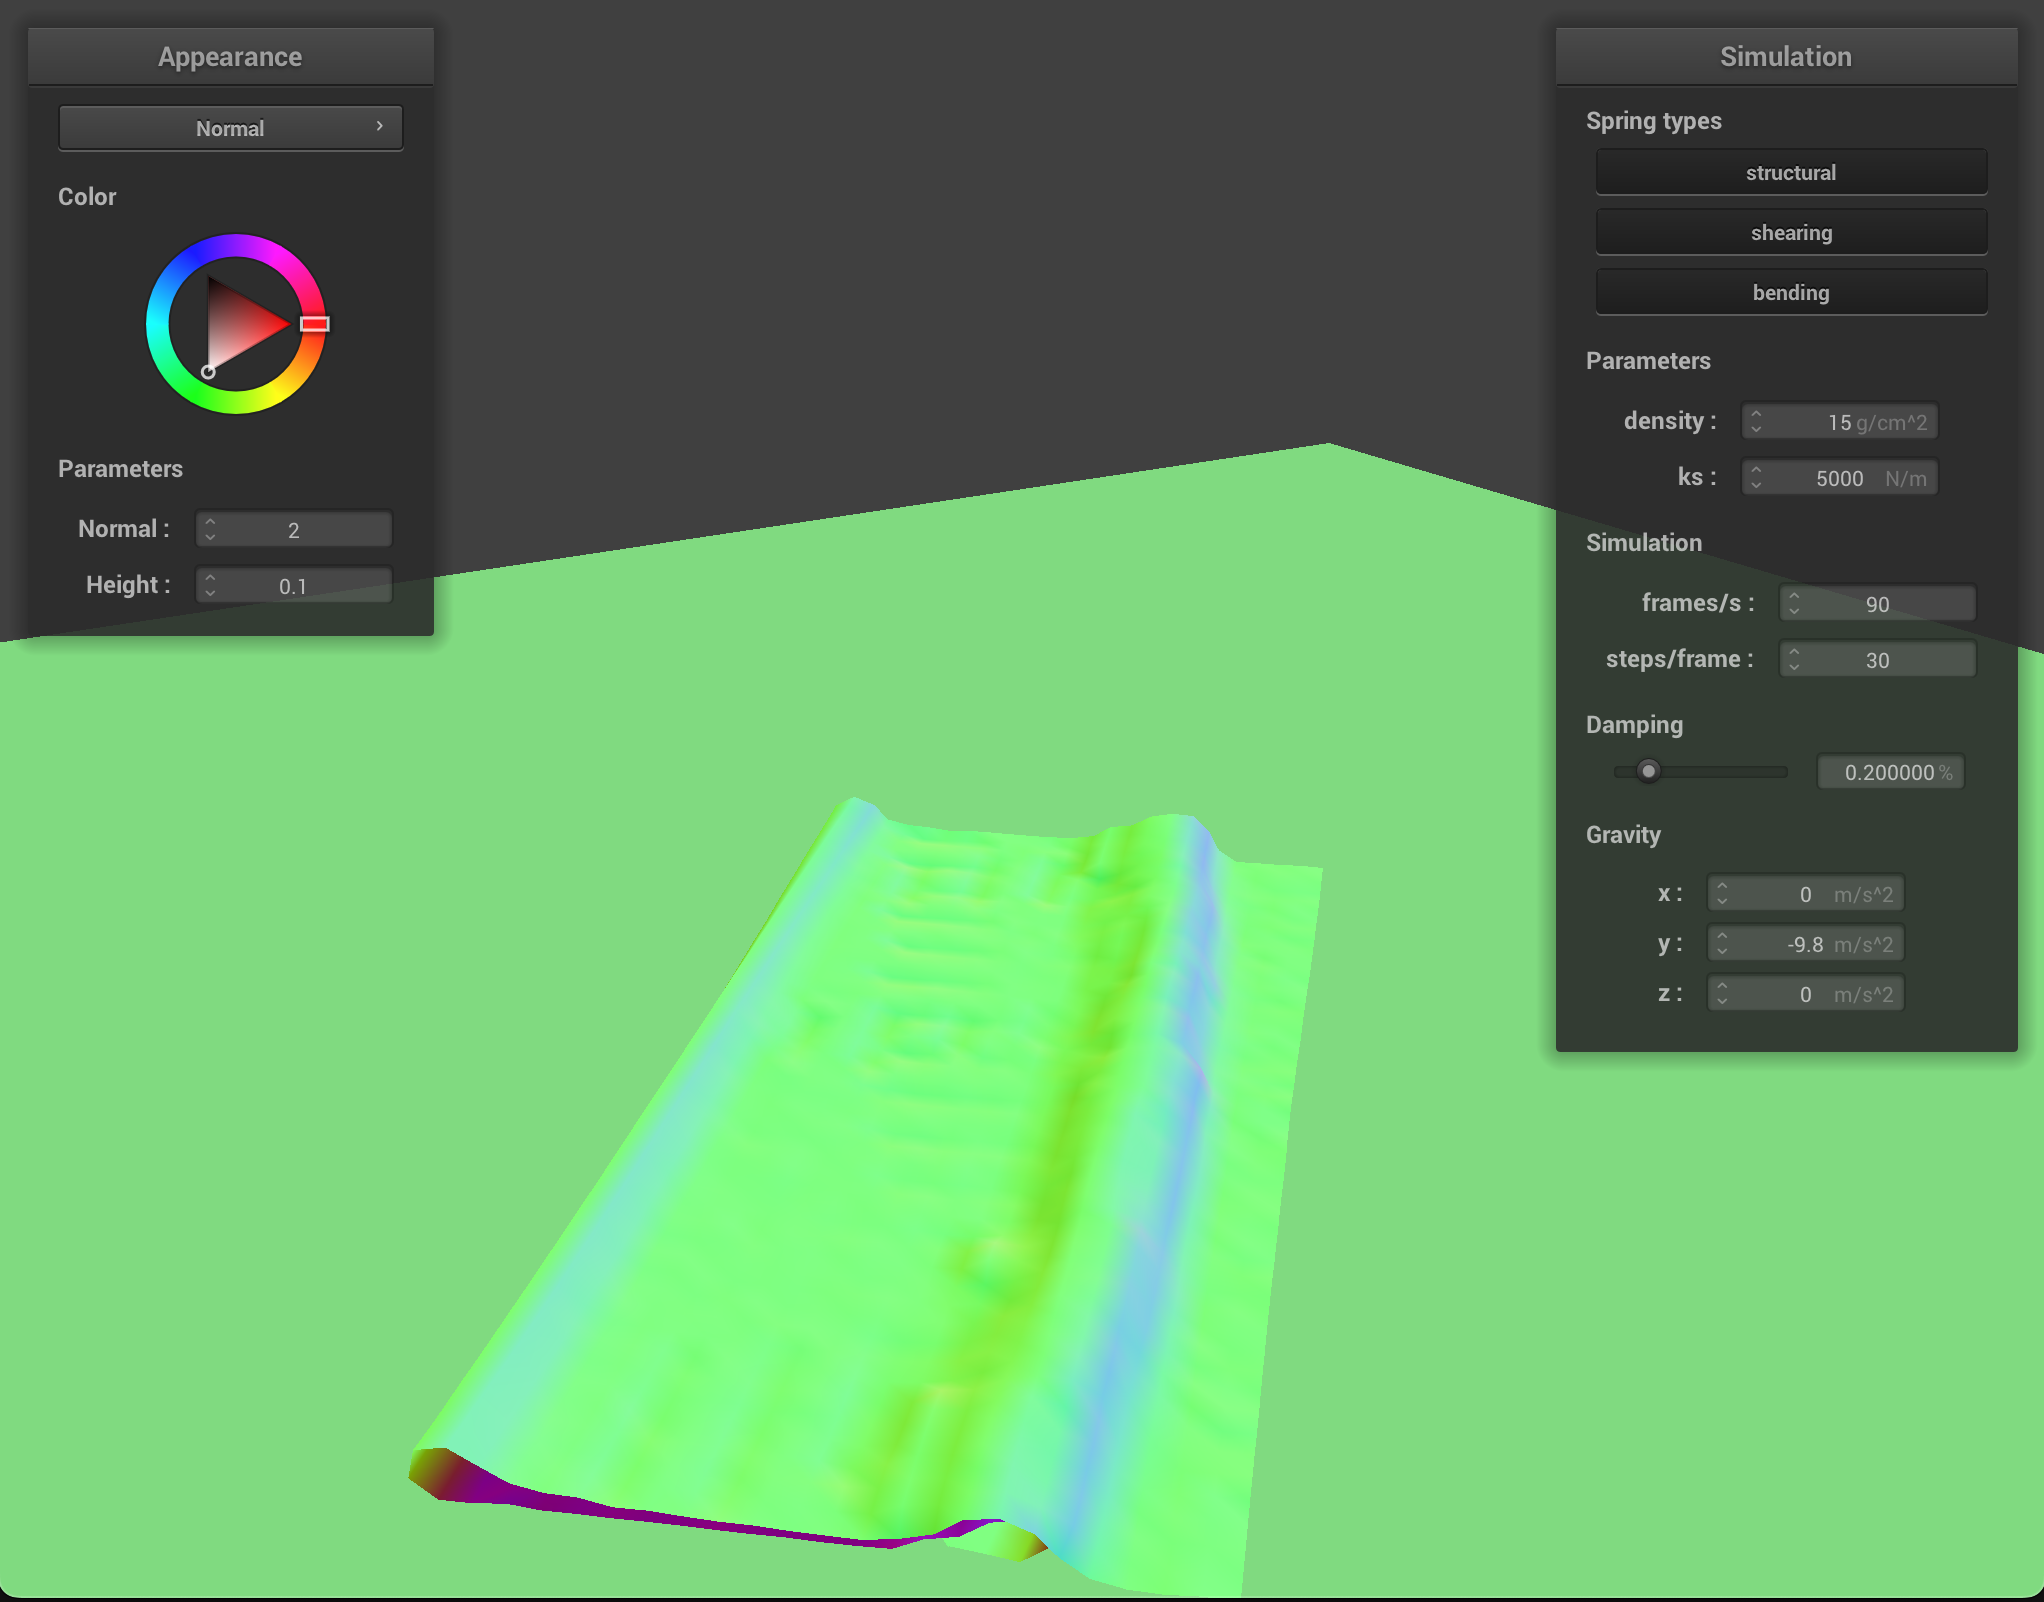 Appearance
Normal
Color
Parameters
Normal : 2
Height : 0.1
Simulation
Spring types
structural
shearing
bending
Parameters
density : 15 g/cm^2
ks : 5000 N/m
Simulation
frames/s : 90
steps/frame : 30
Damping
0.200000 %
Gravity
x : 0 m/s^2
y : -9.8 m/s^2
z : 0 m/s^2